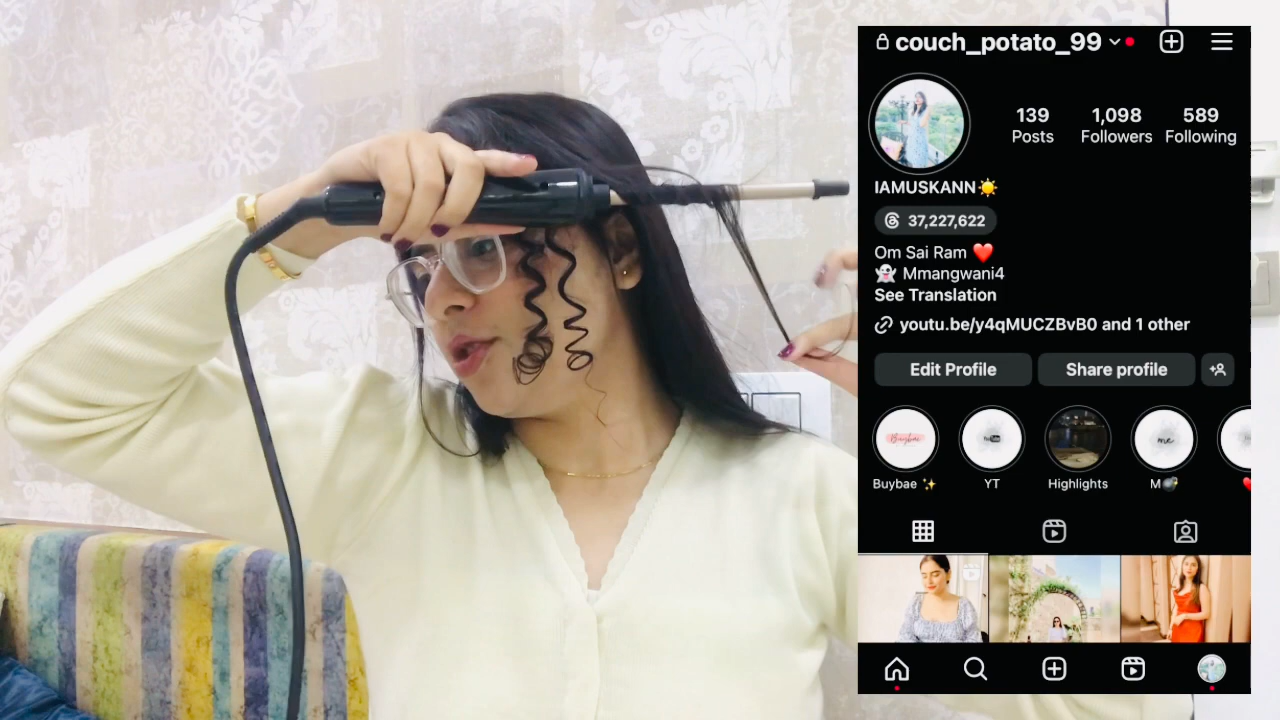 couch_potato_99
139 1,098 589
Posts Followers Following
IAMUSKANN☀️
37,227,622
Om Sai Ram ❤️
👻 Mmangwani4
See Translation
youtu.be/y4qMUCZBvB0 and 1 other
Edit Profile Share profile
Buybae
Buybae ✨ YT Highlights M💣